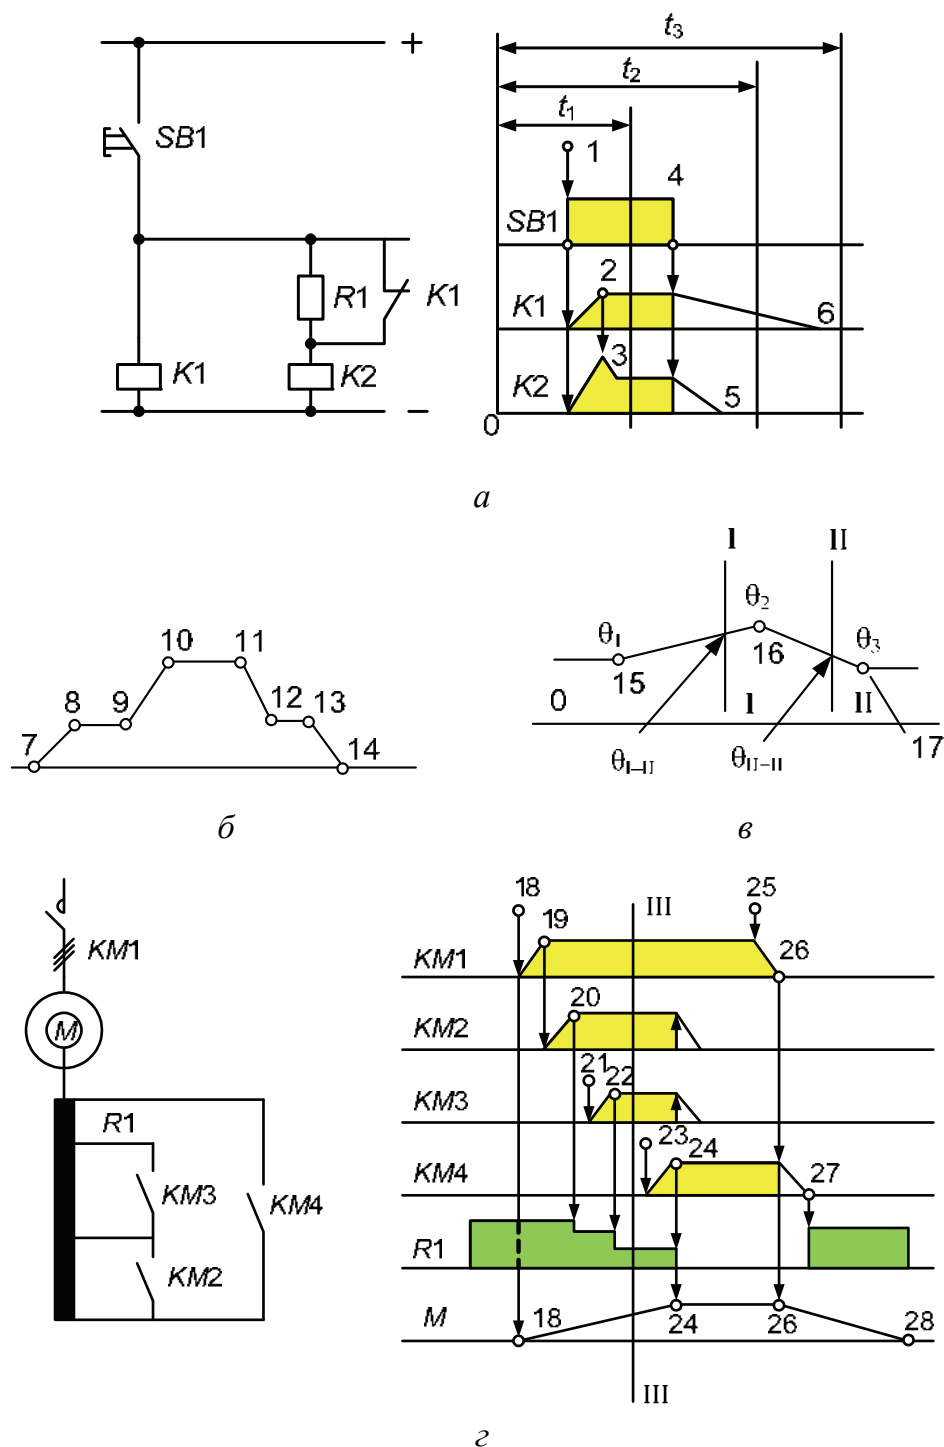 +
SB1
R1
K1
K1
K2
−
t3
t2
t1
1
4
SB1
2
K1
6
3
K2
5
0
а
10
11
8
9
12
13
7
14
б
I
II
θ2
θ1
θ3
16
15
0
I
II
17
θI–II
θII–II
в
KM1
M
R1
KM3
KM4
KM2
18
25
III
19
KM1
26
20
KM2
21
22
KM3
23
24
KM4
27
R1
M
18
24
26
28
III
г